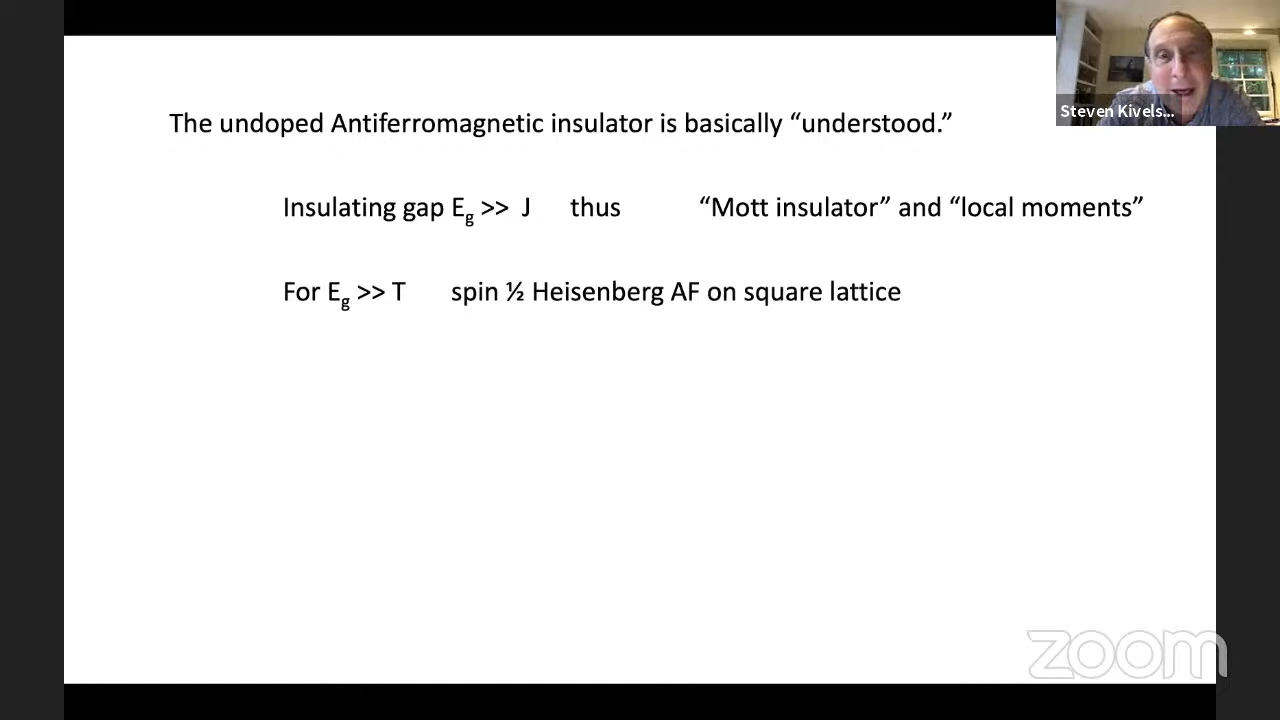 Steven Kivels...
The undoped Antiferromagnetic insulator is basically “understood.”
Insulating gap Eg >> J thus “Mott insulator” and “local moments”
For Eg >> T spin ½ Heisenberg AF on square lattice
zoom